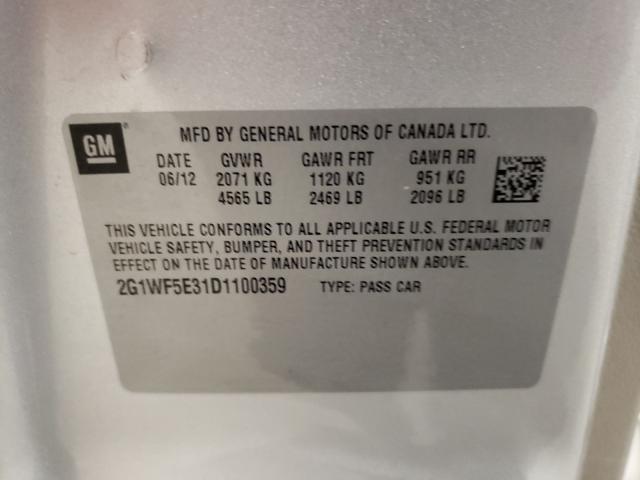 GM®
MFD BY GENERAL MOTORS OF CANADA LTD.
DATE GVWR GAWR FRT GAWR RR
06/12 2071 KG 1120 KG 951 KG
4565 LB 2469 LB 2096 LB
THIS VEHICLE CONFORMS TO ALL APPLICABLE U.S. FEDERAL MOTOR
VEHICLE SAFETY, BUMPER, AND THEFT PREVENTION STANDARDS IN
EFFECT ON THE DATE OF MANUFACTURE SHOWN ABOVE.
2G1WF5E31D1100359 TYPE: PASS CAR